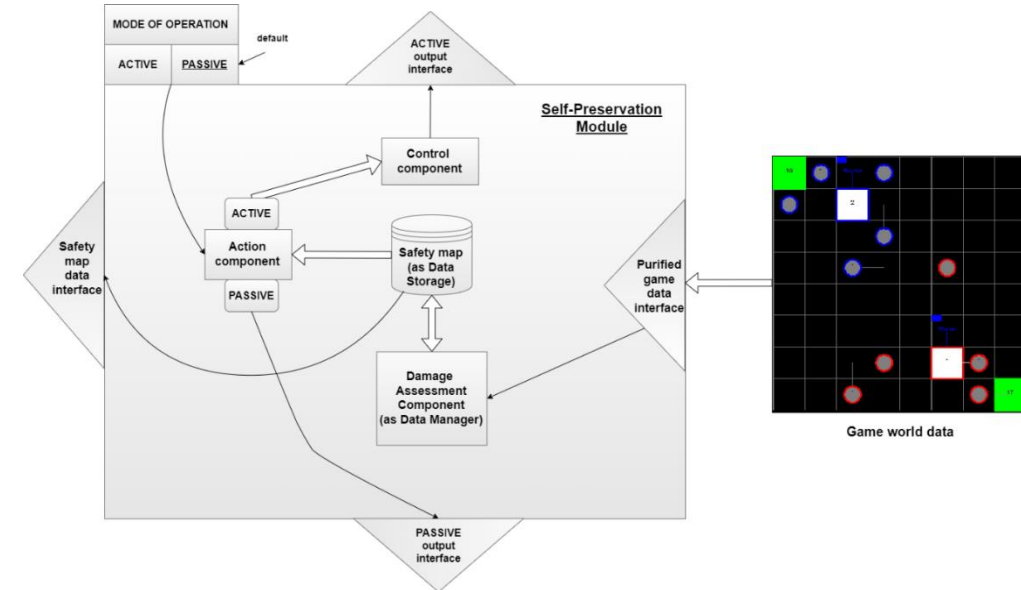 MODE OF OPERATION
default
ACTIVE
PASSIVE
ACTIVE
output
interface
Self-Preservation
Module
Control
component
ACTIVE
Action
component
PASSIVE
Safety map
(as Data
Storage)
Safety
map
data
interface
Purified
game
data
interface
Damage
Assessment
Component
(as Data Manager)
PASSIVE
output
interface
Game world data